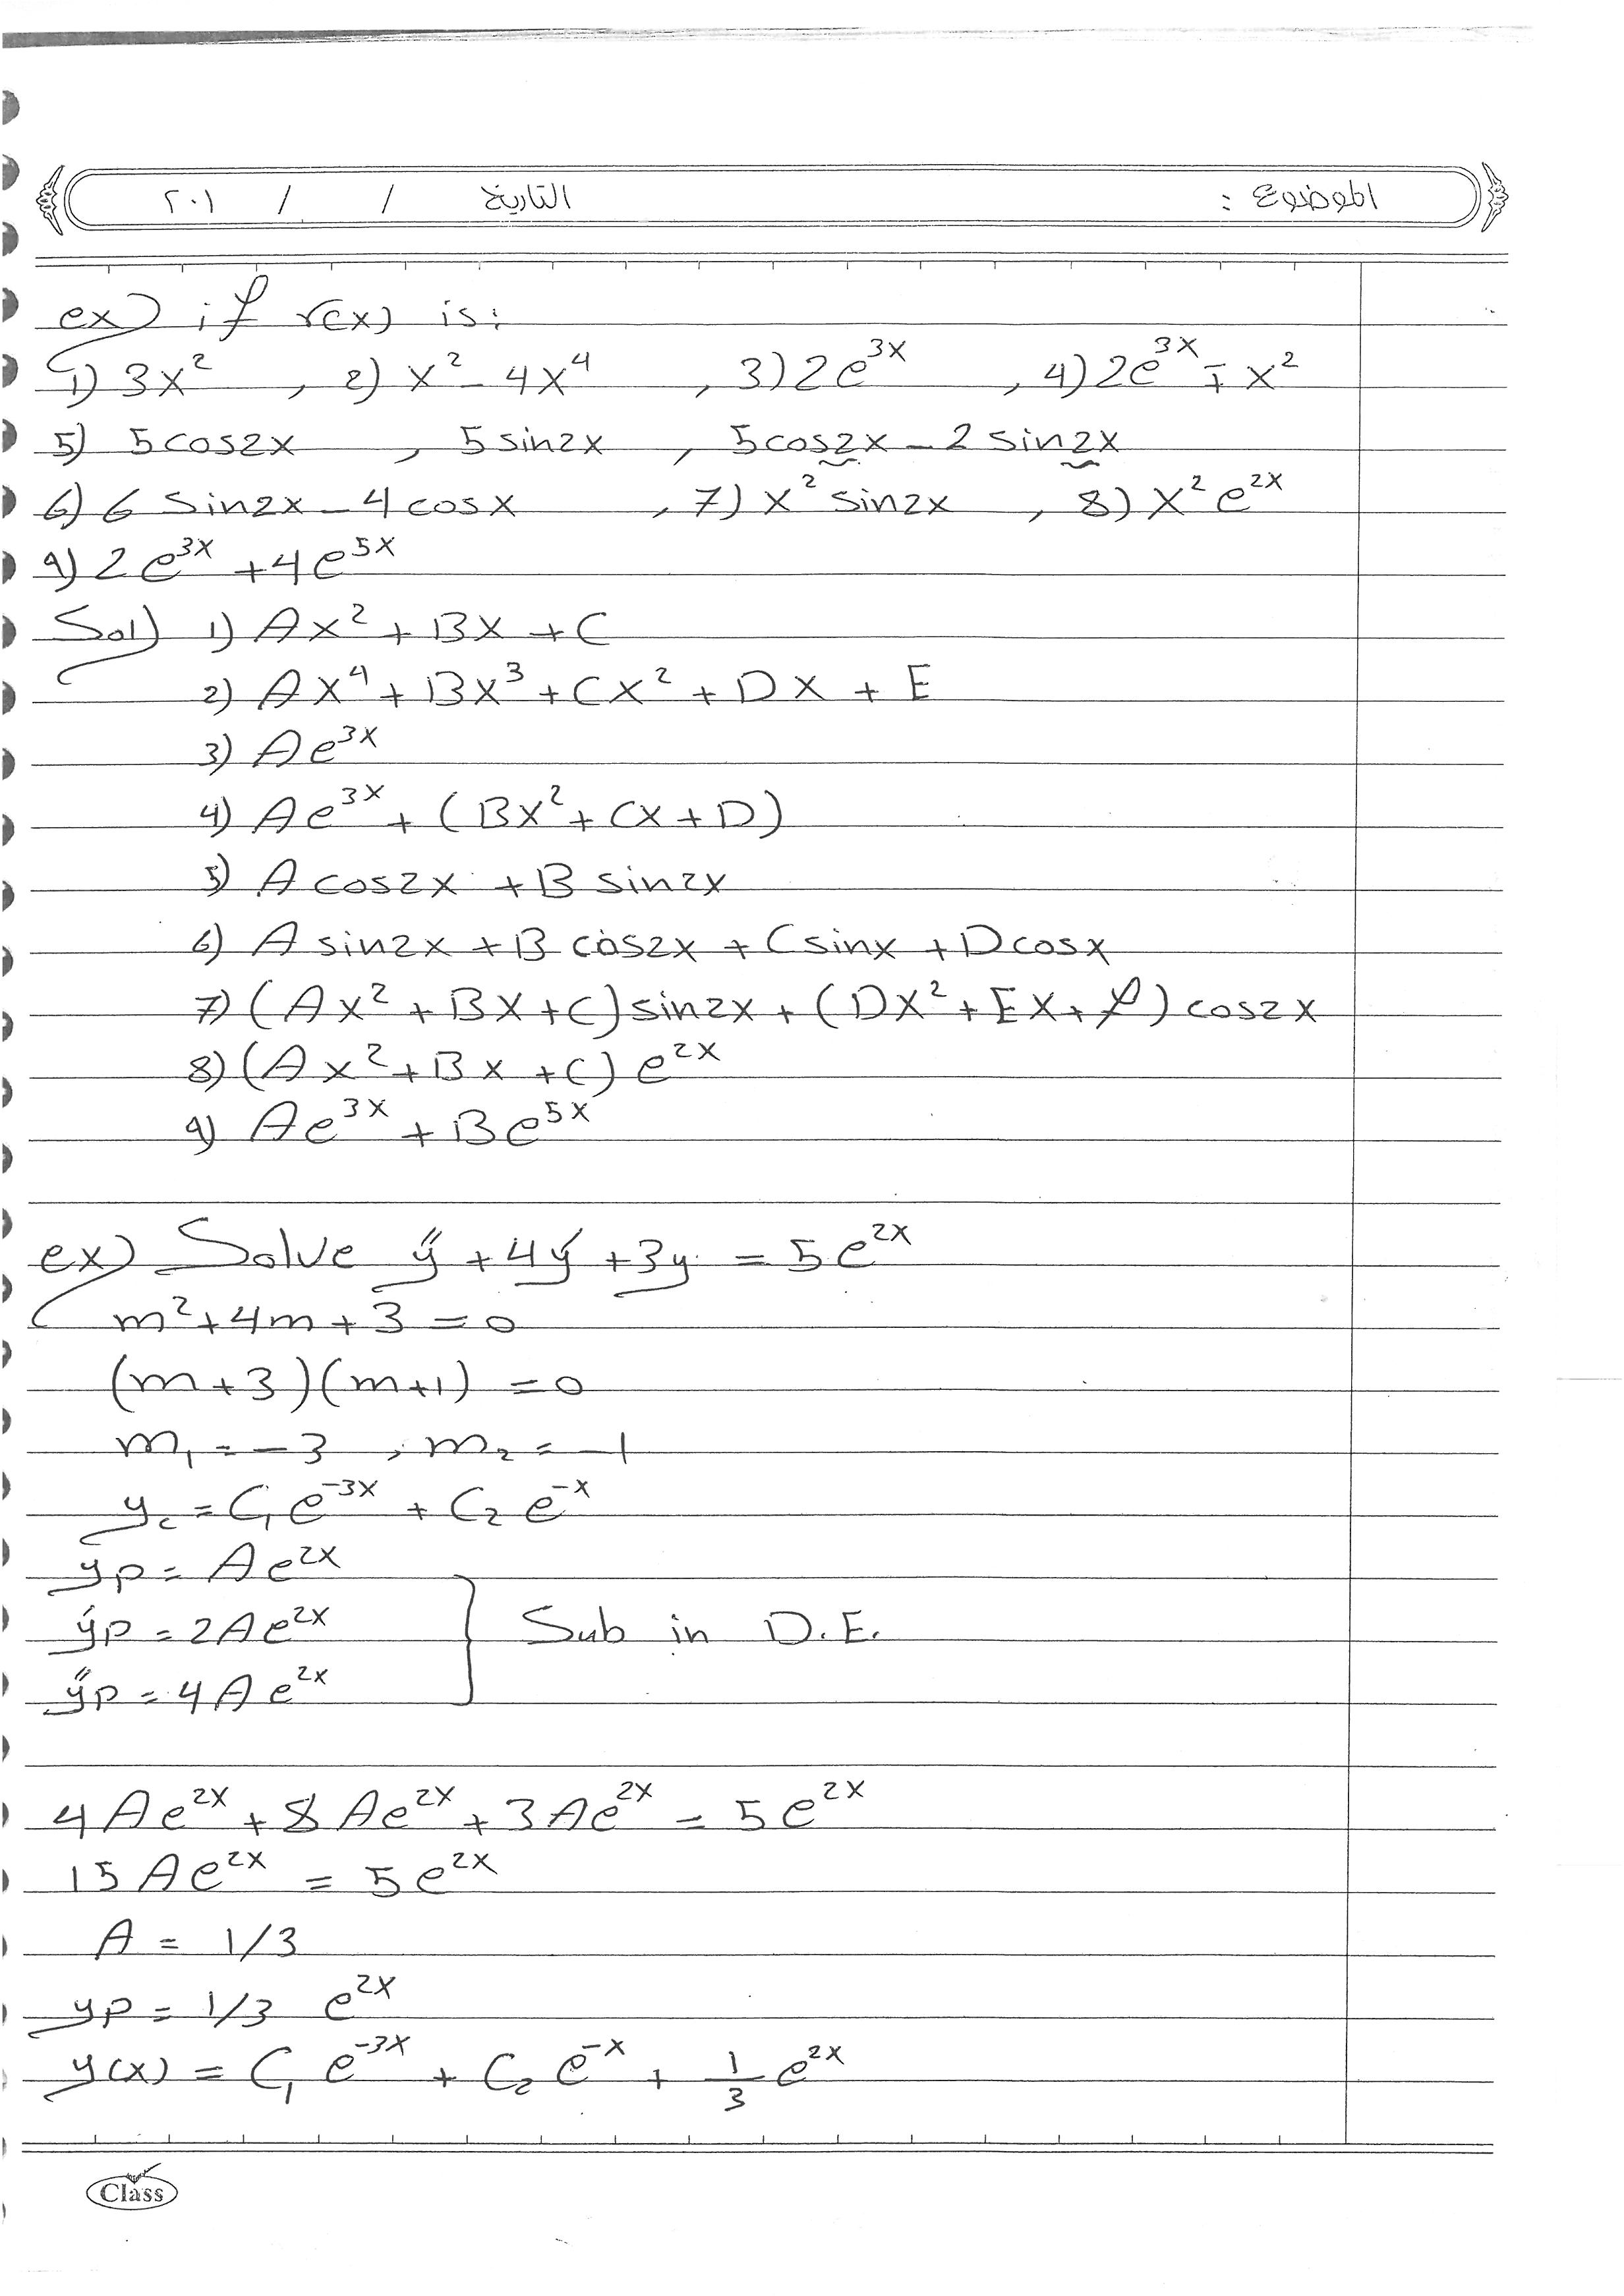 الموضوع : التاريخ / / ٢٠١
ex) if r(x) is:
1) 3x² , 2) x² - 4x⁴ , 3) 2e^{3x} , 4) 2e^{3x} ∓ x²
5) 5cos2x , 5sin2x , 5cos2x - 2sin2x
6) 6 sin2x - 4cosx , 7) x² sin2x , 8) x² e^{2x}
9) 2e^{3x} + 4e^{5x}
Sol) 1) Ax² + Bx + C
2) Ax⁴ + Bx³ + Cx² + Dx + E
3) Ae^{3x}
4) Ae^{3x} + (Bx² + Cx + D)
5) A cos2x + B sin2x
6) A sin2x + B cos2x + C sinx + D cosx
7) (Ax² + Bx + C) sin2x + (Dx² + Ex + f) cos2x
8) (Ax² + Bx + C) e^{2x}
9) Ae^{3x} + Be^{5x}
ex) Solve y″ + 4y′ + 3y = 5e^{2x}
m² + 4m + 3 = 0
(m+3)(m+1) = 0
m₁ = -3 , m₂ = -1
y_c = C₁e^{-3x} + C₂ e^{-x}
yp = Ae^{2x}
y′p = 2Ae^{2x} } Sub in D.E.
y″p = 4Ae^{2x}
4Ae^{2x} + 8Ae^{2x} + 3Ae^{2x} = 5e^{2x}
15Ae^{2x} = 5e^{2x}
A = 1/3
yp = 1/3 e^{2x}
y(x) = C₁ e^{-3x} + C₂ e^{-x} + 1/3 e^{2x}
Class